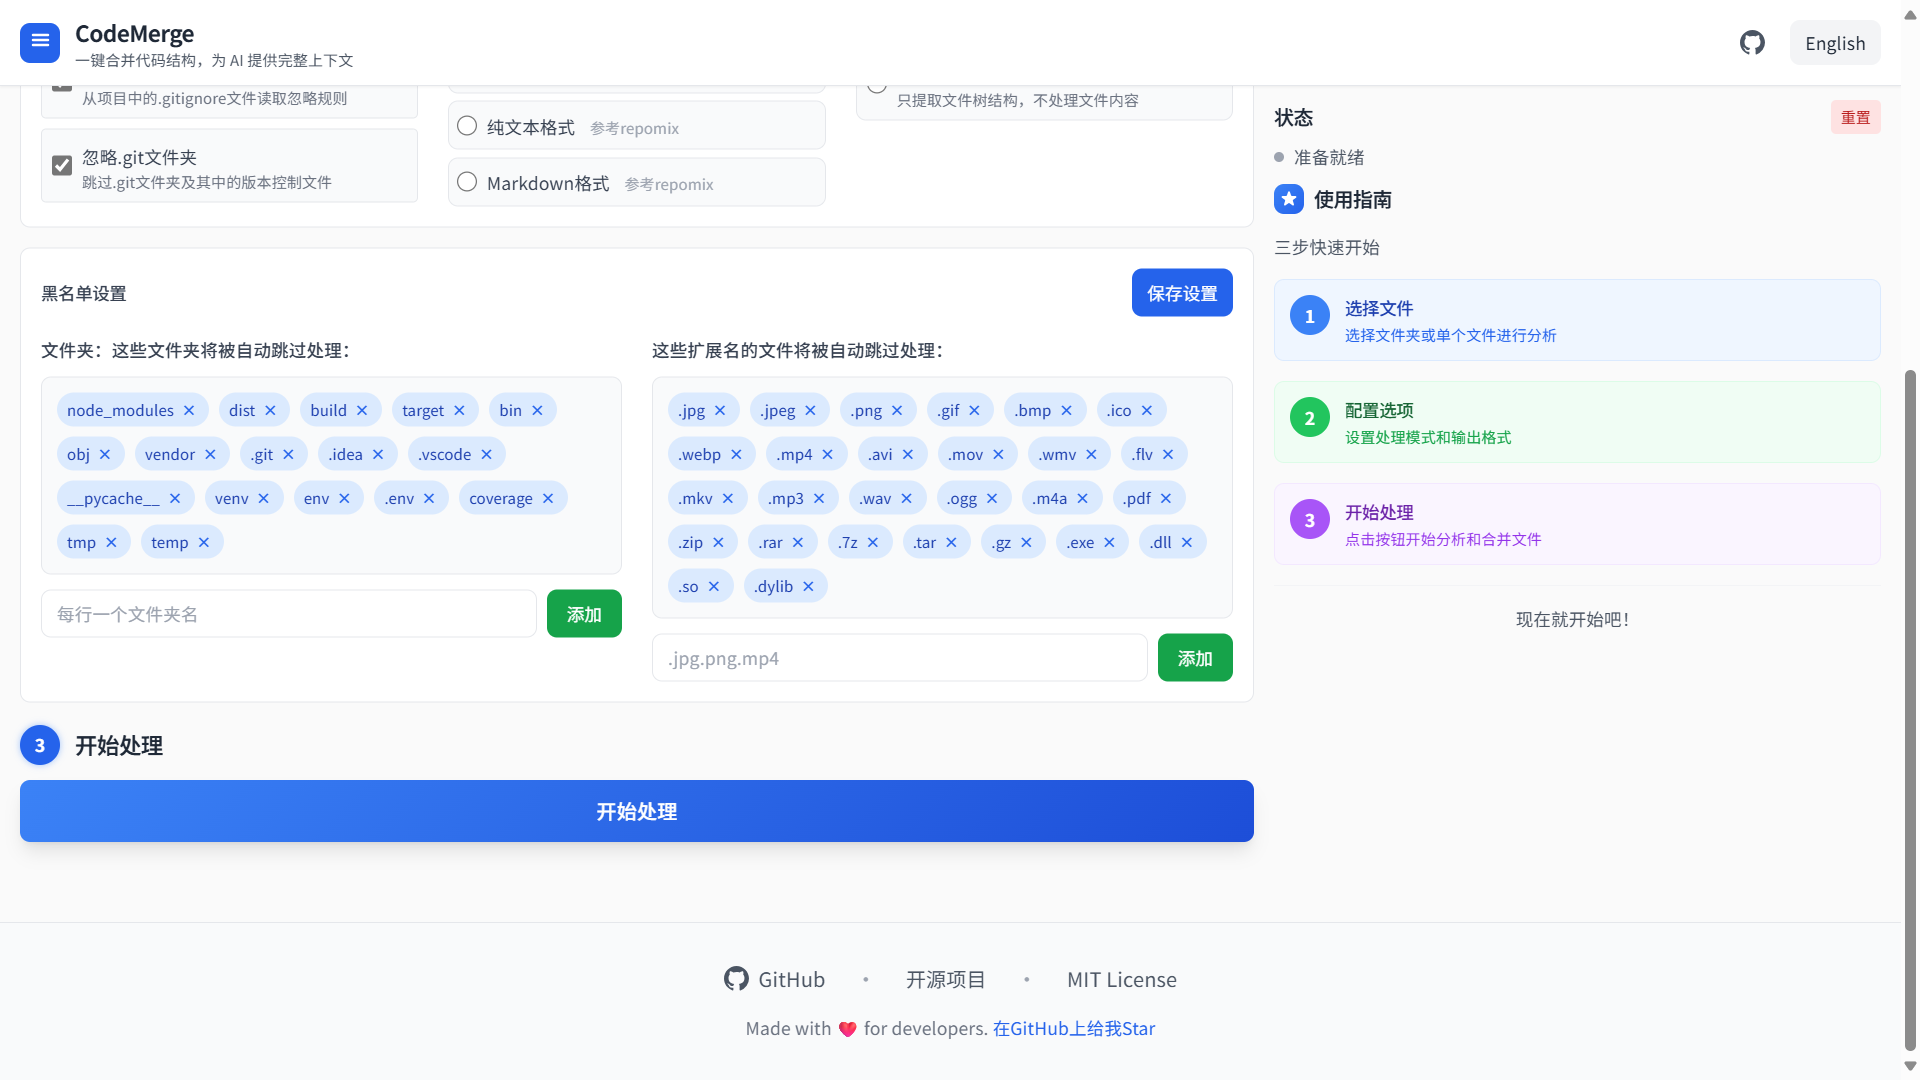 CodeMerge
一键合并代码结构，为 AI 提供完整上下文
English
从项目中的.gitignore文件读取忽略规则
忽略.git文件夹
跳过.git文件夹及其中的版本控制文件
纯文本格式 参考repomix
Markdown格式 参考repomix
只提取文件树结构，不处理文件内容
黑名单设置
保存设置
文件夹：这些文件夹将被自动跳过处理：
node_modules ✕ dist ✕ build ✕ target ✕ bin ✕
obj ✕ vendor ✕ .git ✕ .idea ✕ .vscode ✕
__pycache__ ✕ venv ✕ env ✕ .env ✕ coverage ✕
tmp ✕ temp ✕
每行一个文件夹名
添加
这些扩展名的文件将被自动跳过处理：
.jpg ✕ .jpeg ✕ .png ✕ .gif ✕ .bmp ✕ .ico ✕
.webp ✕ .mp4 ✕ .avi ✕ .mov ✕ .wmv ✕ .flv ✕
.mkv ✕ .mp3 ✕ .wav ✕ .ogg ✕ .m4a ✕ .pdf ✕
.zip ✕ .rar ✕ .7z ✕ .tar ✕ .gz ✕ .exe ✕ .dll ✕
.so ✕ .dylib ✕
.jpg.png.mp4
添加
3 开始处理
开始处理
状态
重置
准备就绪
使用指南
三步快速开始
1 选择文件
选择文件夹或单个文件进行分析
2 配置选项
设置处理模式和输出格式
3 开始处理
点击按钮开始分析和合并文件
现在就开始吧！
GitHub • 开源项目 • MIT License
Made with ❤️ for developers. 在GitHub上给我Star